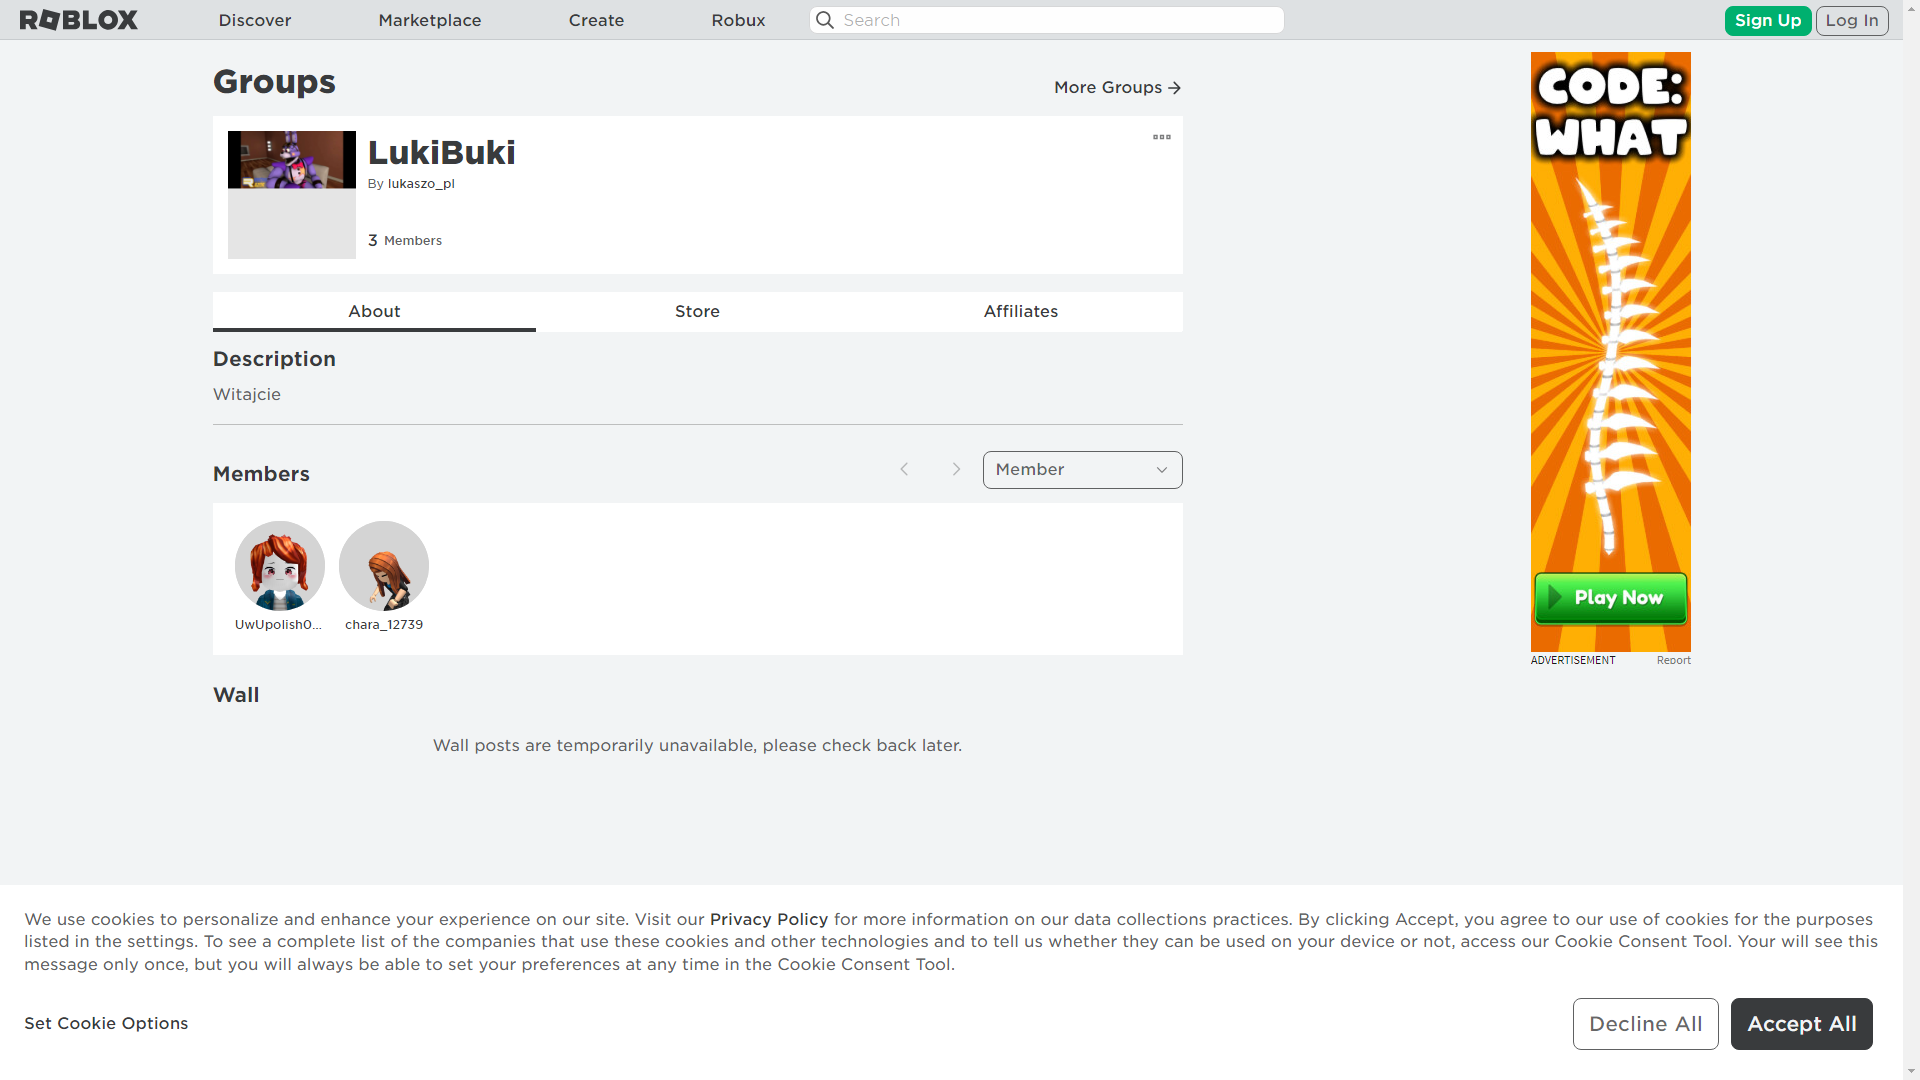 ROBLOX
Discover
Marketplace
Create
Robux
Search
Sign Up
Log In
Groups
More Groups
LukiBuki
By lukaszo_pl
3 Members
About
Store
Affiliates
Description
Witajcie
Members
Member
UwUpolish0...
chara_12739
Wall
Wall posts are temporarily unavailable, please check back later.
CODE:
WHAT
Play Now
ADVERTISEMENT
Report
We use cookies to personalize and enhance your experience on our site. Visit our Privacy Policy for more information on our data collections practices. By clicking Accept, you agree to our use of cookies for the purposes
listed in the settings. To see a complete list of the companies that use these cookies and other technologies and to tell us whether they can be used on your device or not, access our Cookie Consent Tool. Your will see this
message only once, but you will always be able to set your preferences at any time in the Cookie Consent Tool.
Set Cookie Options
Decline All
Accept All